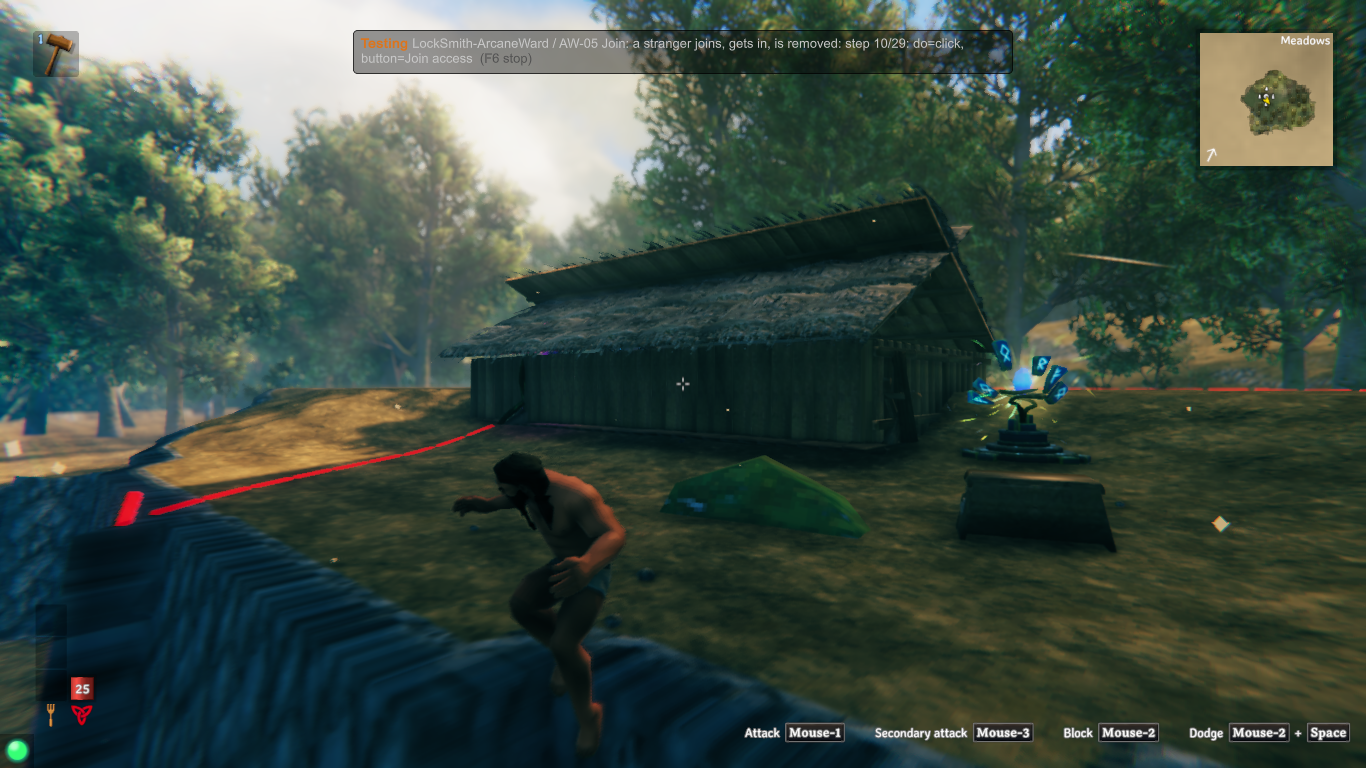 1
Testing LockSmith-ArcaneWard / AW-05 Join: a stranger joins, gets in, is removed: step 10/29: do=click,
button=Join access (F6 stop)
Meadows
25
Attack Mouse-1 Secondary attack Mouse-3 Block Mouse-2 Dodge Mouse-2 + Space